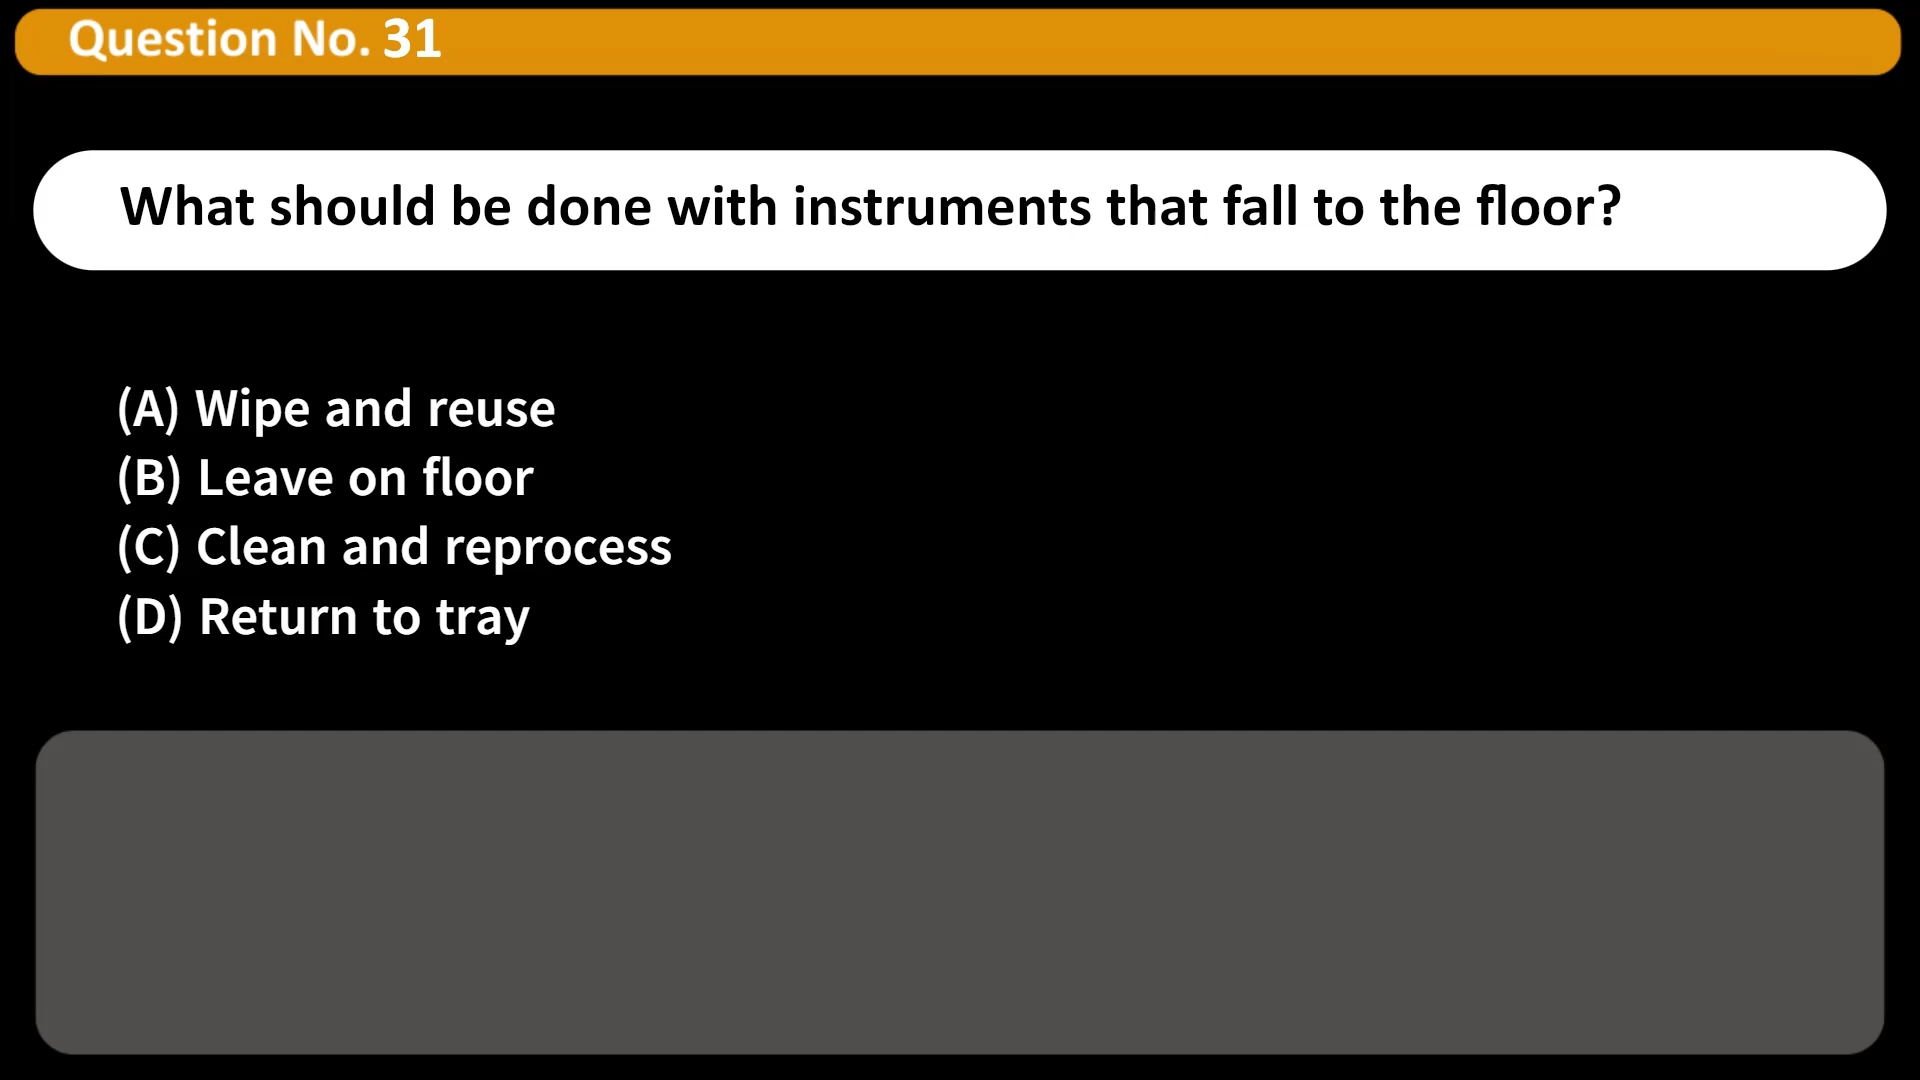 Question No. 31
What should be done with instruments that fall to the floor?
(A) Wipe and reuse
(B) Leave on floor
(C) Clean and reprocess
(D) Return to tray